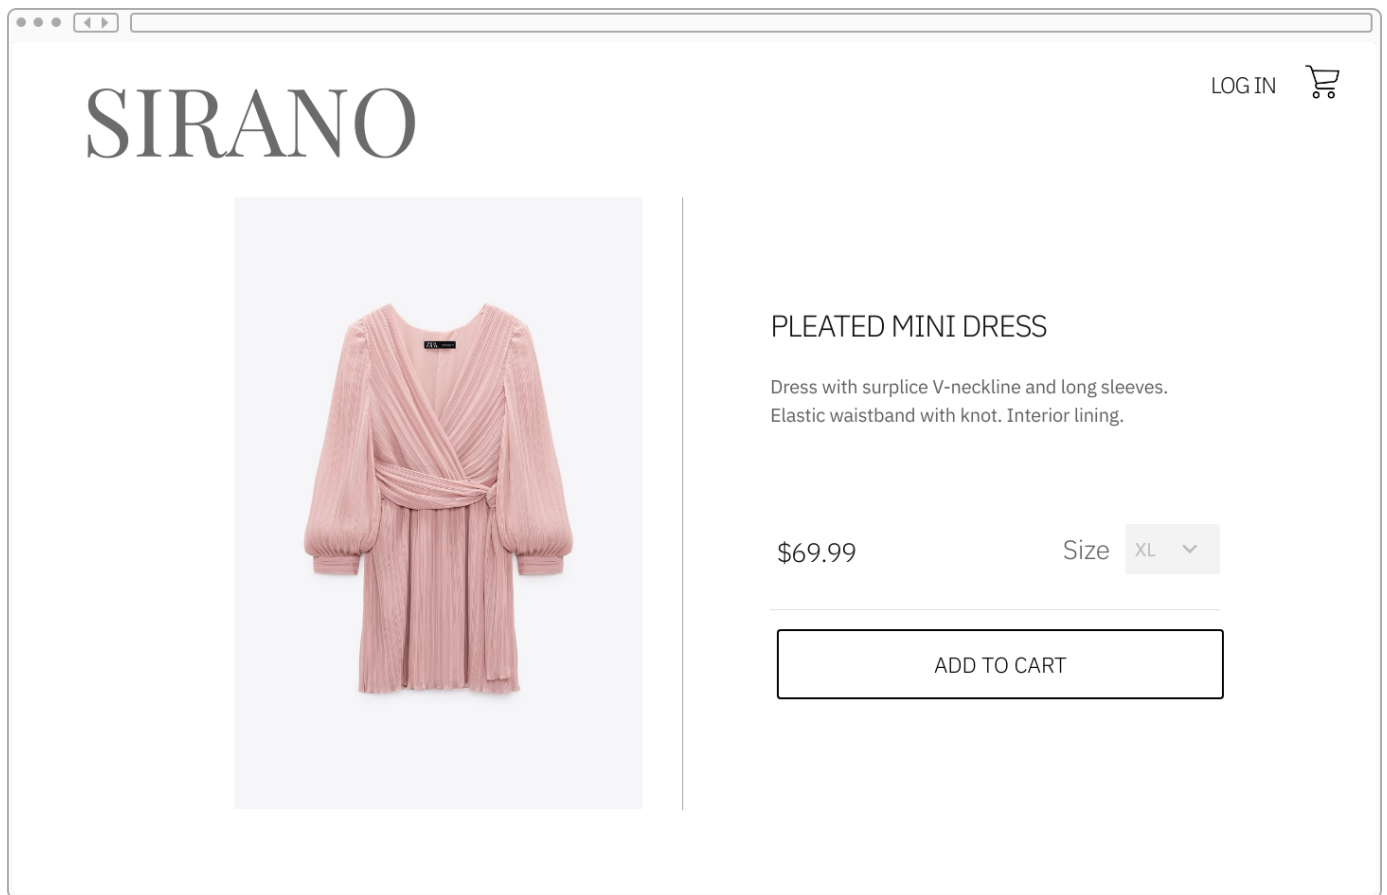 SIRANO
LOG IN
PLEATED MINI DRESS
Dress with surplice V-neckline and long sleeves.
Elastic waistband with knot. Interior lining.
$69.99
Size
XL
ADD TO CART